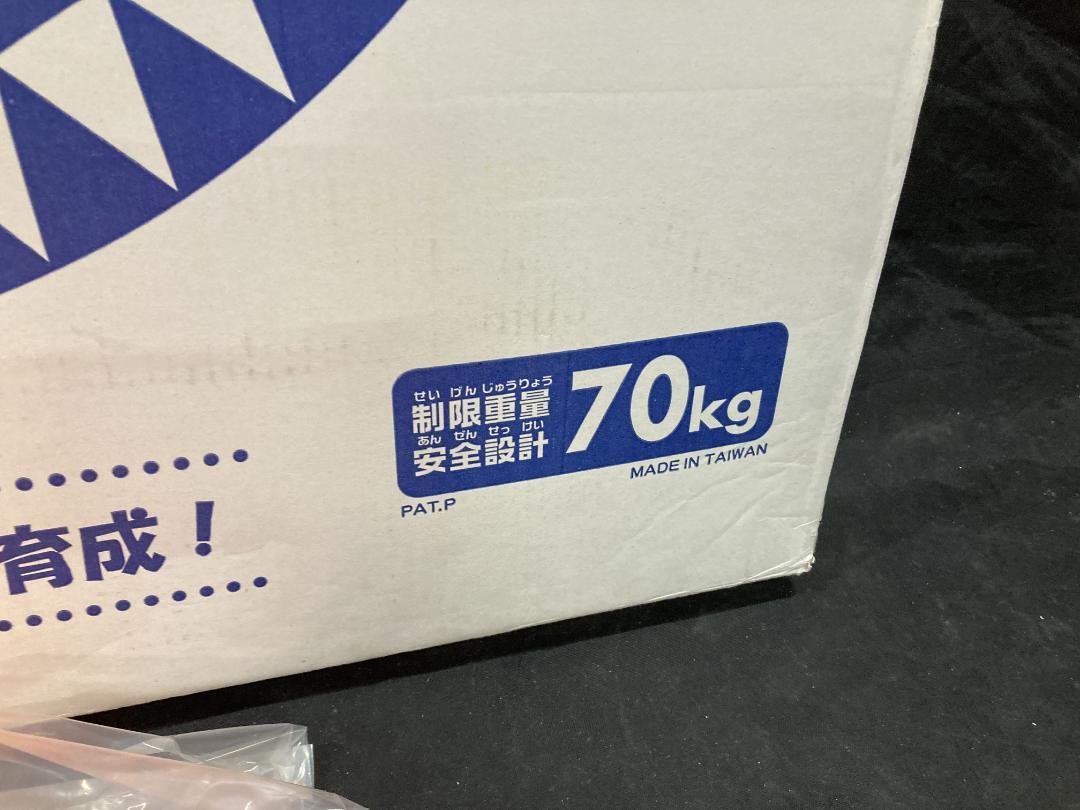 せい げん じゅうりょう
制限重量
あん ぜん せっ けい
安全設計
70kg
PAT.P
MADE IN TAIWAN
育成！